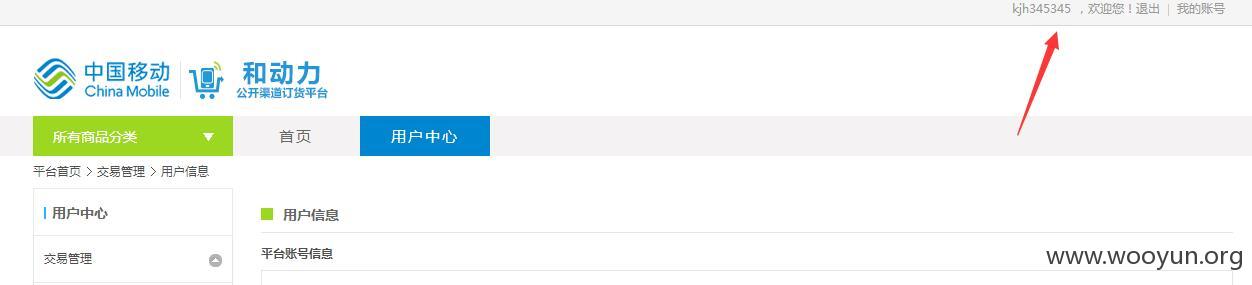 kjh345345 ，欢迎您！退出 | 我的账号
中国移动
China Mobile
和动力
公开渠道订货平台
所有商品分类 首页 用户中心
平台首页 > 交易管理 > 用户信息
用户中心
用户信息
交易管理
平台账号信息
www.wooyun.org